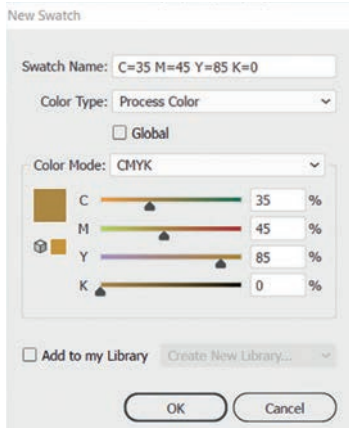 New Swatch
Swatch Name: C=35 M=45 Y=85 K=0
Color Type: Process Color
Global
Color Mode: CMYK
C 35 %
M 45 %
Y 85 %
K 0 %
Add to my Library Create New Library...
OK Cancel